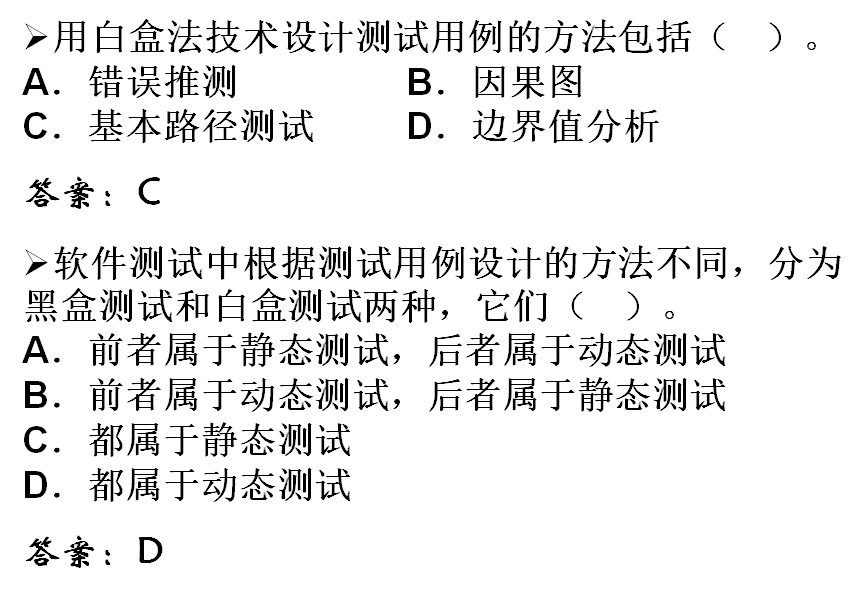 ➢用白盒法技术设计测试用例的方法包括（ ）。
A．错误推测 B．因果图
C．基本路径测试 D．边界值分析
答案：C
➢软件测试中根据测试用例设计的方法不同，分为
黑盒测试和白盒测试两种，它们（ ）。
A．前者属于静态测试，后者属于动态测试
B．前者属于动态测试，后者属于静态测试
C．都属于静态测试
D．都属于动态测试
答案：D